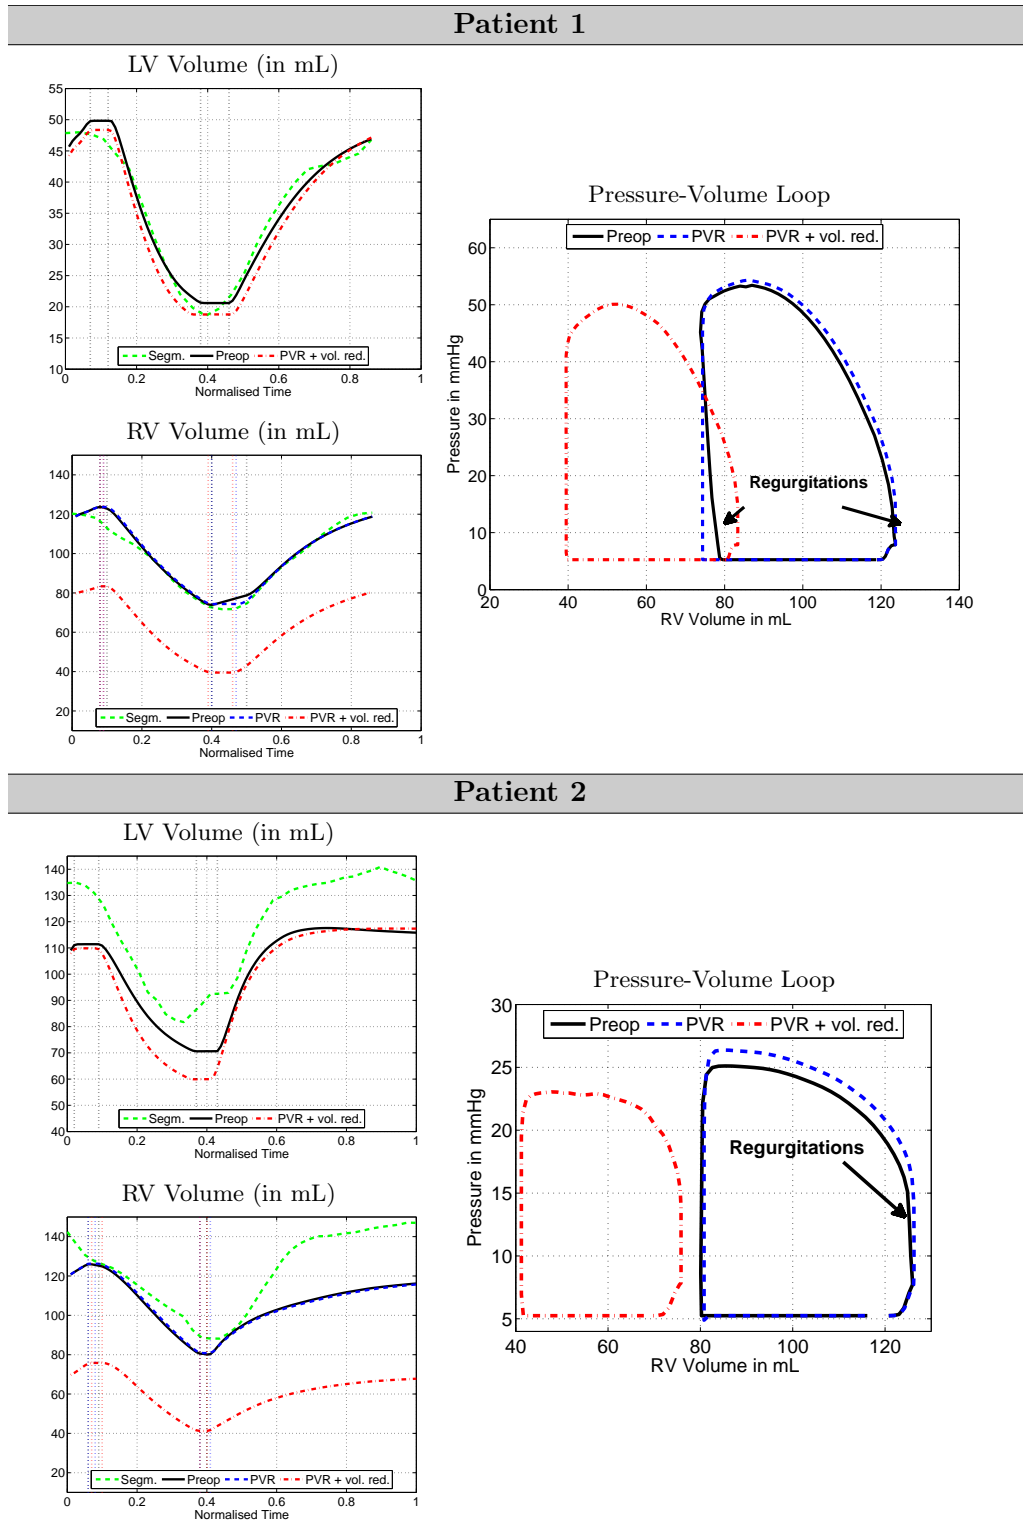 Patient 1
LV Volume (in mL)
55
50
45
40
35
30
25
20
15
10
0 0.2 0.4 0.6 0.8 1
Segm. Preop PVR + vol. red.
Normalised Time
RV Volume (in mL)
140
120
100
80
60
40
20
0 0.2 0.4 0.6 0.8 1
Segm. Preop PVR PVR + vol. red.
Normalised Time
Pressure-Volume Loop
Preop PVR PVR + vol. red.
Pressure in mmHg
60
50
40
30
20
10
0
Regurgitations
20 40 60 80 100 120 140
RV Volume in mL
Patient 2
LV Volume (in mL)
140
130
120
110
100
90
80
70
60
50
40
0 0.2 0.4 0.6 0.8 1
Segm. Preop PVR + vol. red.
Normalised Time
RV Volume (in mL)
140
120
100
80
60
40
20
0 0.2 0.4 0.6 0.8 1
Segm. Preop PVR PVR + vol. red.
Normalised Time
Pressure-Volume Loop
Preop PVR PVR + vol. red.
Pressure in mmHg
30
25
20
15
10
5
Regurgitations
40 60 80 100 120
RV Volume in mL